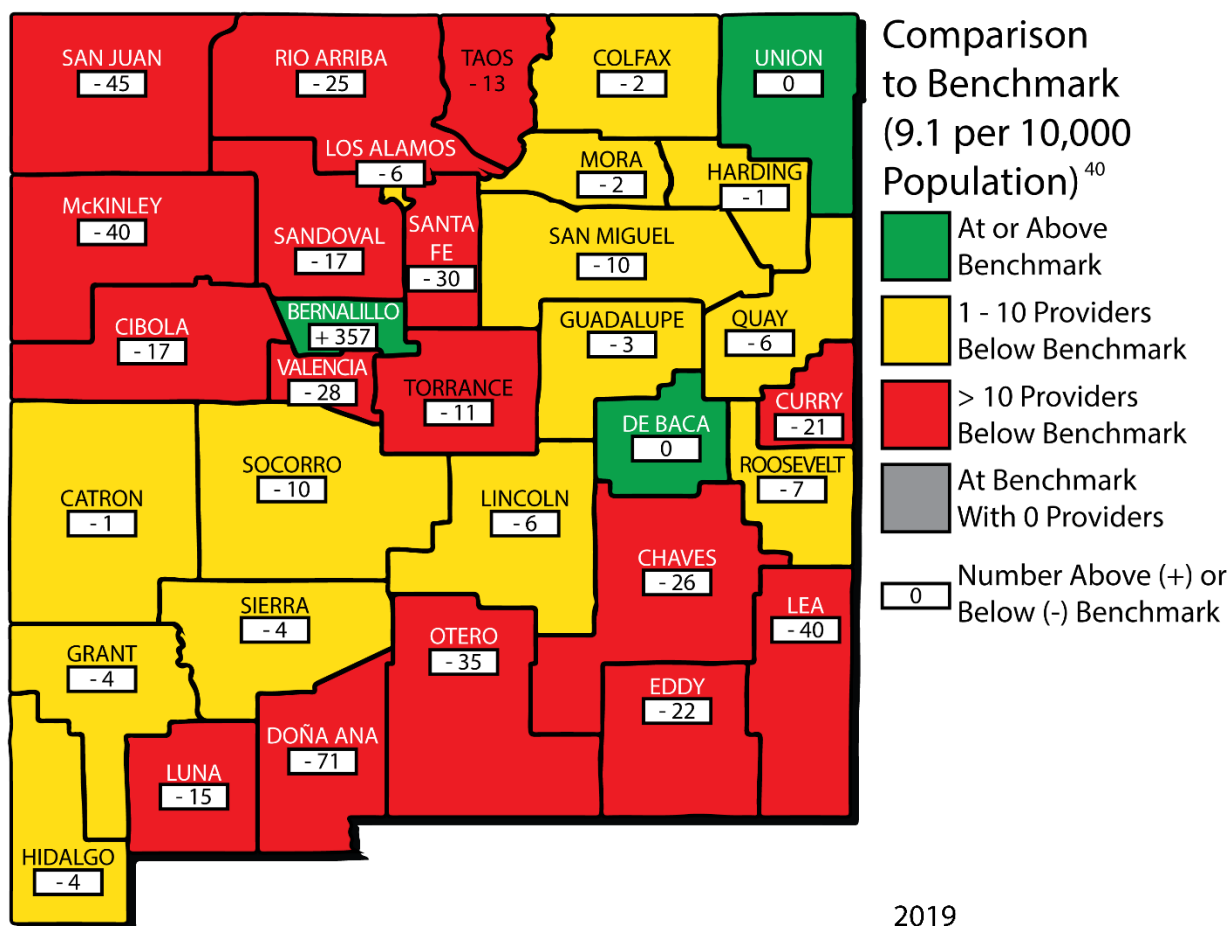 SAN JUAN
- 45
RIO ARRIBA
- 25
TAOS
- 13
COLFAX
- 2
UNION
0
LOS ALAMOS
- 6
MORA
- 2
HARDING
- 1
McKINLEY
- 40
SANDOVAL
- 17
SANTA
FE
- 30
SAN MIGUEL
- 10
CIBOLA
- 17
BERNALILLO
+ 357
VALENCIA
- 28
TORRANCE
- 11
GUADALUPE
- 3
QUAY
- 6
CURRY
- 21
DE BACA
0
ROOSEVELT
- 7
CATRON
- 1
SOCORRO
- 10
LINCOLN
- 6
CHAVES
- 26
LEA
- 40
SIERRA
- 4
OTERO
- 35
EDDY
- 22
GRANT
- 4
LUNA
- 15
DOÑA ANA
- 71
HIDALGO
- 4
Comparison
to Benchmark
(9.1 per 10,000
Population) 40
At or Above
Benchmark
1 - 10 Providers
Below Benchmark
> 10 Providers
Below Benchmark
At Benchmark
With 0 Providers
0
Number Above (+) or
Below (-) Benchmark
2019